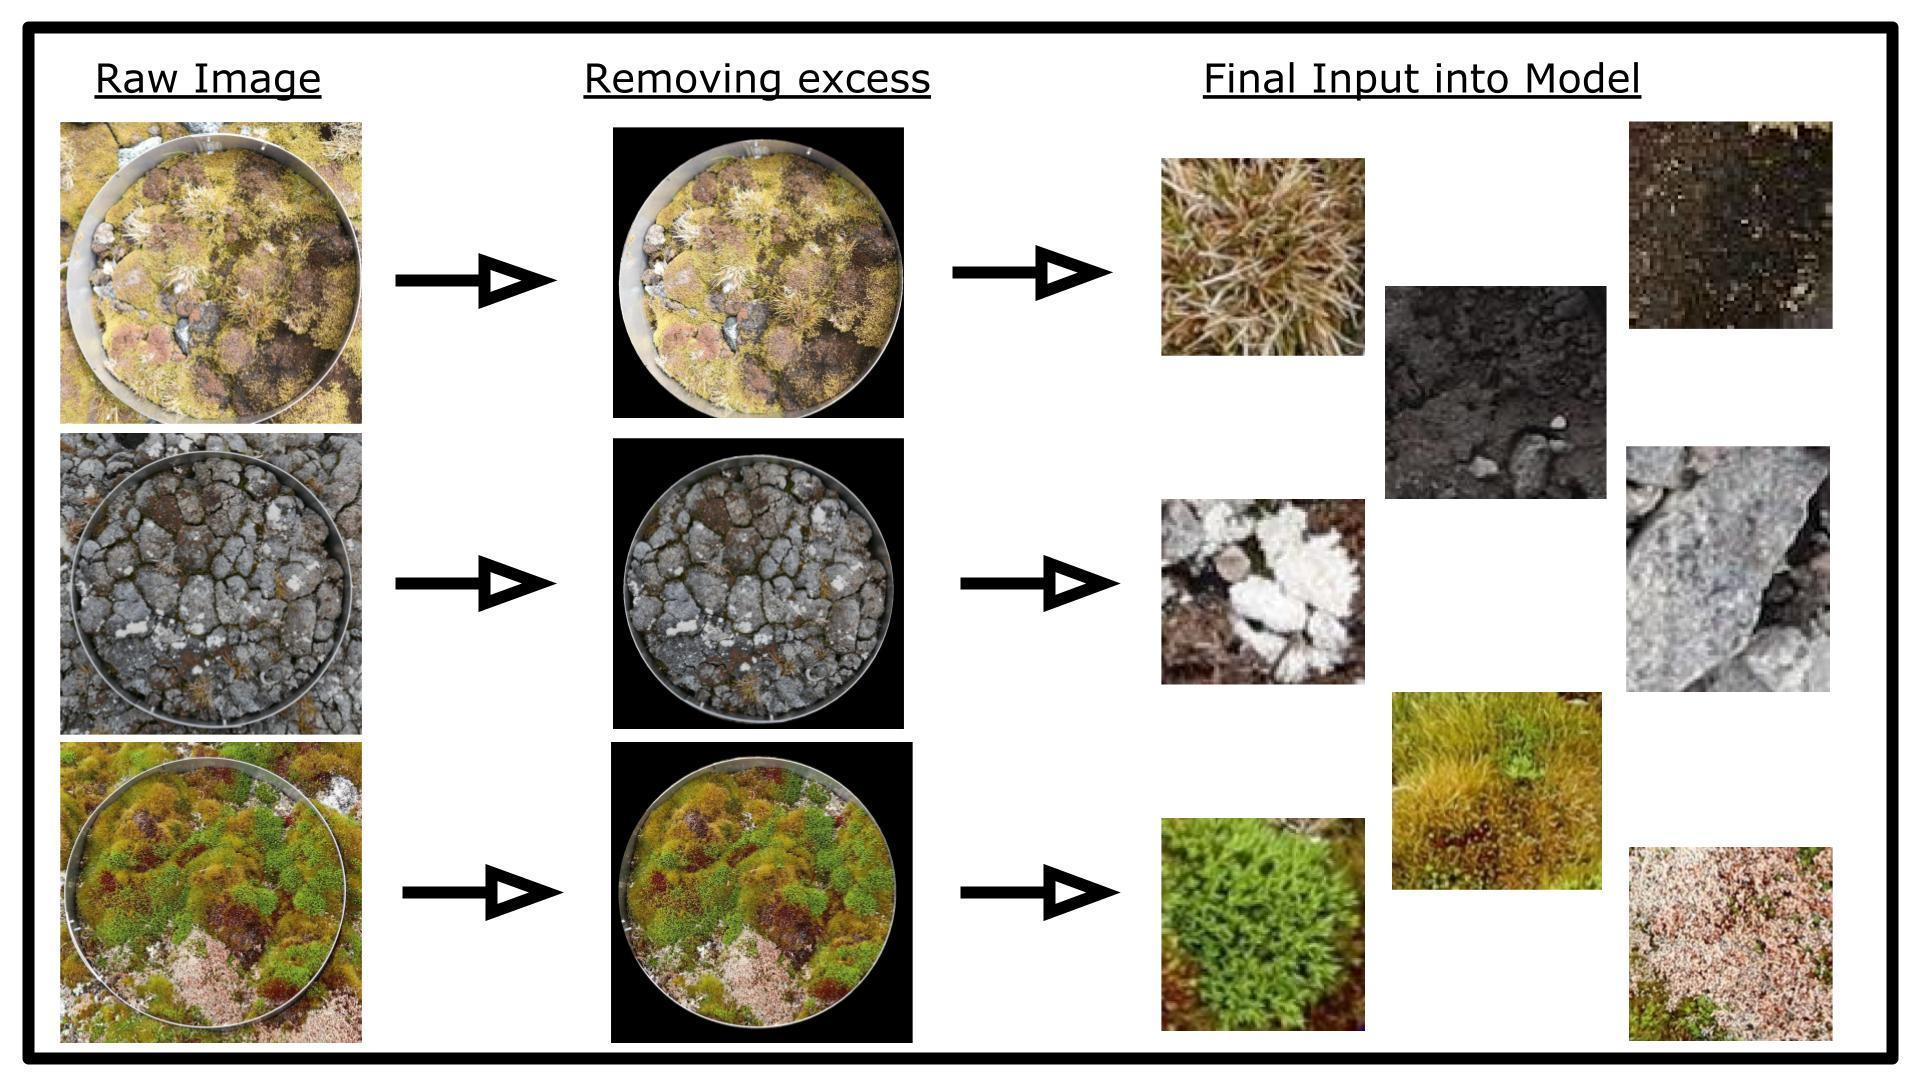 Raw Image
Removing excess
Final Input into Model